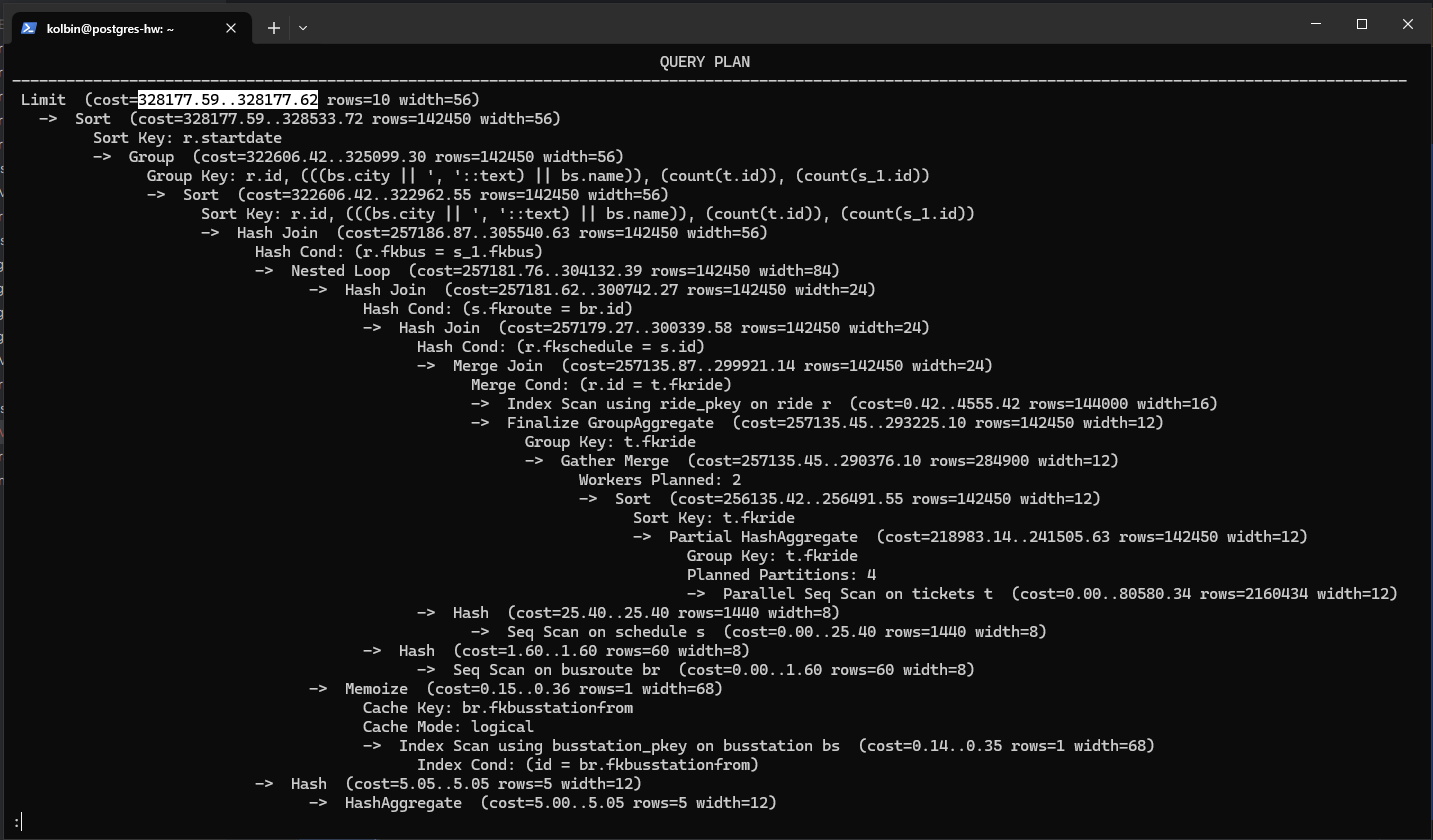 kolbin@postgres-hw: ~
QUERY PLAN
--------------------------------------------------------------------------------
Limit  (cost=328177.59..328177.62 rows=10 width=56)
  ->  Sort  (cost=328177.59..328533.72 rows=142450 width=56)
        Sort Key: r.startdate
        ->  Group  (cost=322606.42..325099.30 rows=142450 width=56)
              Group Key: r.id, (((bs.city || ', '::text) || bs.name)), (count(t.id)), (count(s_1.id))
              ->  Sort  (cost=322606.42..322962.55 rows=142450 width=56)
                    Sort Key: r.id, (((bs.city || ', '::text) || bs.name)), (count(t.id)), (count(s_1.id))
                    ->  Hash Join  (cost=257186.87..305540.63 rows=142450 width=56)
                          Hash Cond: (r.fkbus = s_1.fkbus)
                          ->  Nested Loop  (cost=257181.76..304132.39 rows=142450 width=84)
                                ->  Hash Join  (cost=257181.62..300742.27 rows=142450 width=24)
                                      Hash Cond: (s.fkroute = br.id)
                                      ->  Hash Join  (cost=257179.27..300339.58 rows=142450 width=24)
                                            Hash Cond: (r.fkschedule = s.id)
                                            ->  Merge Join  (cost=257135.87..299921.14 rows=142450 width=24)
                                                  Merge Cond: (r.id = t.fkride)
                                                  ->  Index Scan using ride_pkey on ride r  (cost=0.42..4555.42 rows=144000 width=16)
                                                  ->  Finalize GroupAggregate  (cost=257135.45..293225.10 rows=142450 width=12)
                                                        Group Key: t.fkride
                                                        ->  Gather Merge  (cost=257135.45..290376.10 rows=284900 width=12)
                                                              Workers Planned: 2
                                                              ->  Sort  (cost=256135.42..256491.55 rows=142450 width=12)
                                                                    Sort Key: t.fkride
                                                                    ->  Partial HashAggregate  (cost=218983.14..241505.63 rows=142450 width=12)
                                                                          Group Key: t.fkride
                                                                          Planned Partitions: 4
                                                                          ->  Parallel Seq Scan on tickets t  (cost=0.00..80580.34 rows=2160434 width=12)
                                            ->  Hash  (cost=25.40..25.40 rows=1440 width=8)
                                                  ->  Seq Scan on schedule s  (cost=0.00..25.40 rows=1440 width=8)
                                      ->  Hash  (cost=1.60..1.60 rows=60 width=8)
                                            ->  Seq Scan on busroute br  (cost=0.00..1.60 rows=60 width=8)
                                ->  Memoize  (cost=0.15..0.36 rows=1 width=68)
                                      Cache Key: br.fkbusstationfrom
                                      Cache Mode: logical
                                      ->  Index Scan using busstation_pkey on busstation bs  (cost=0.14..0.35 rows=1 width=68)
                                            Index Cond: (id = br.fkbusstationfrom)
                          ->  Hash  (cost=5.05..5.05 rows=5 width=12)
                                ->  HashAggregate  (cost=5.00..5.05 rows=5 width=12)
: